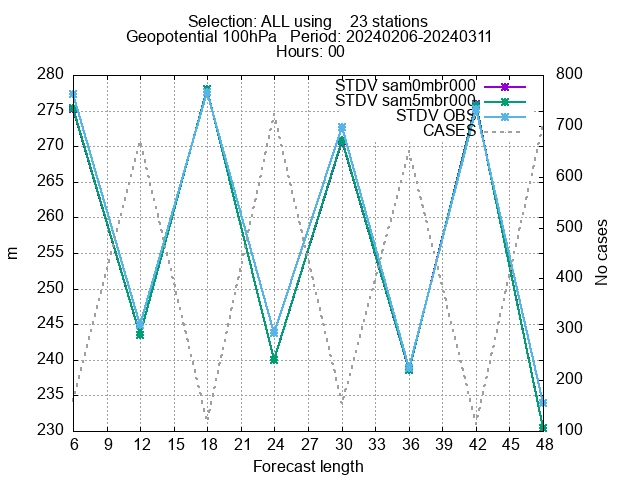 Selection: ALL using    23 stations
Geopotential 100hPa   Period: 20240206-20240311
Hours: 00
STDV sam0mbr000
STDV sam5mbr000
STDV OBS
CASES
280
275
270
265
260
255
250
245
240
235
230
m
800
700
600
500
400
300
200
100
No cases
6 9 12 15 18 21 24 27 30 33 36 39 42 45 48
Forecast length